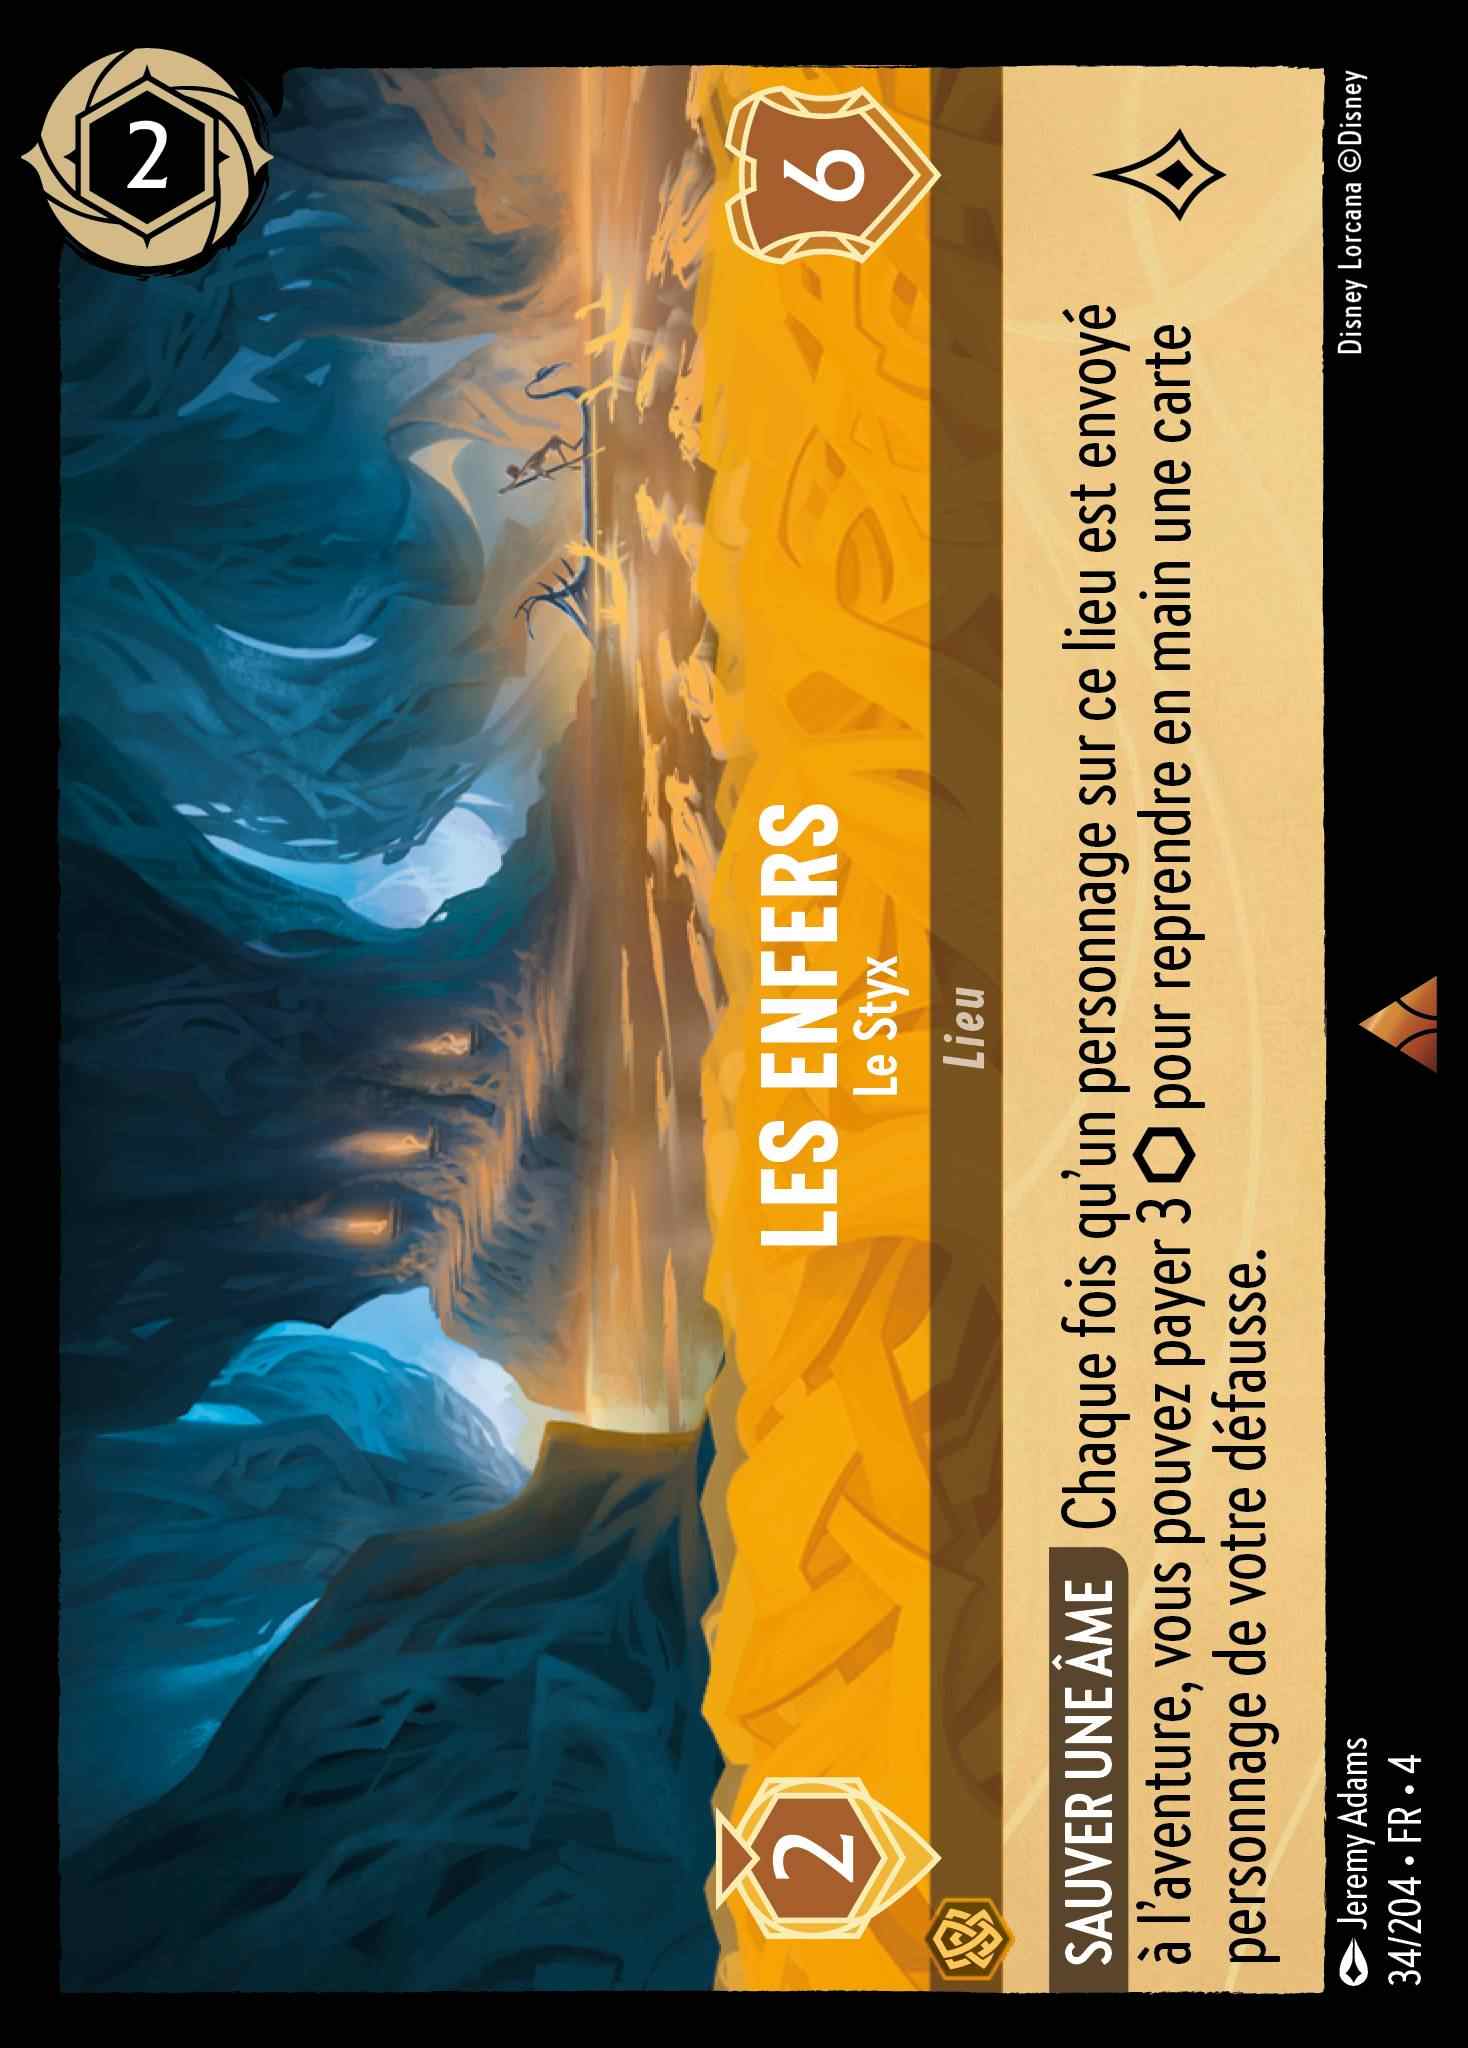 2
LES ENFERS
Le Styx
2
6
Lieu
SAUVER UNE ÂME Chaque fois qu'un personnage sur ce lieu est envoyé
à l'aventure, vous pouvez payer 3 ⬡ pour reprendre en main une carte
personnage de votre défausse.
Jeremy Adams
Disney Lorcana ©Disney
34/204 • FR • 4